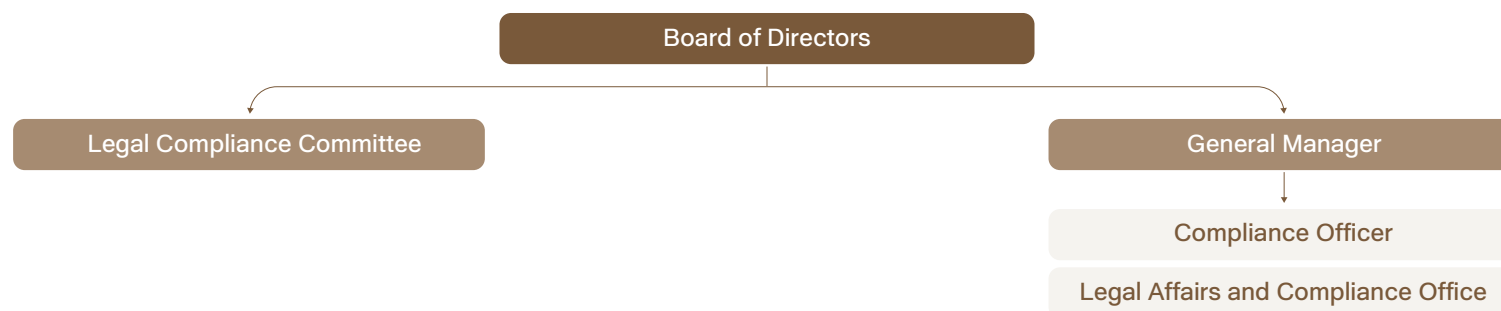 Board of Directors
Legal Compliance Committee
General Manager
Compliance Officer
Legal Affairs and Compliance Office